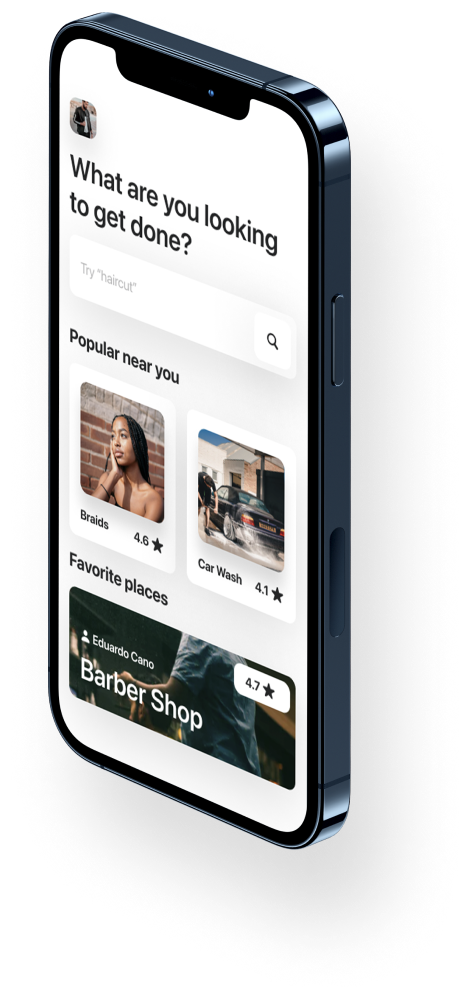 What are you looking
to get done?
Try "haircut"
Popular near you
Braids
4.6
Car Wash
4.1
Favorite places
Eduardo Cano
4.7
Barber Shop